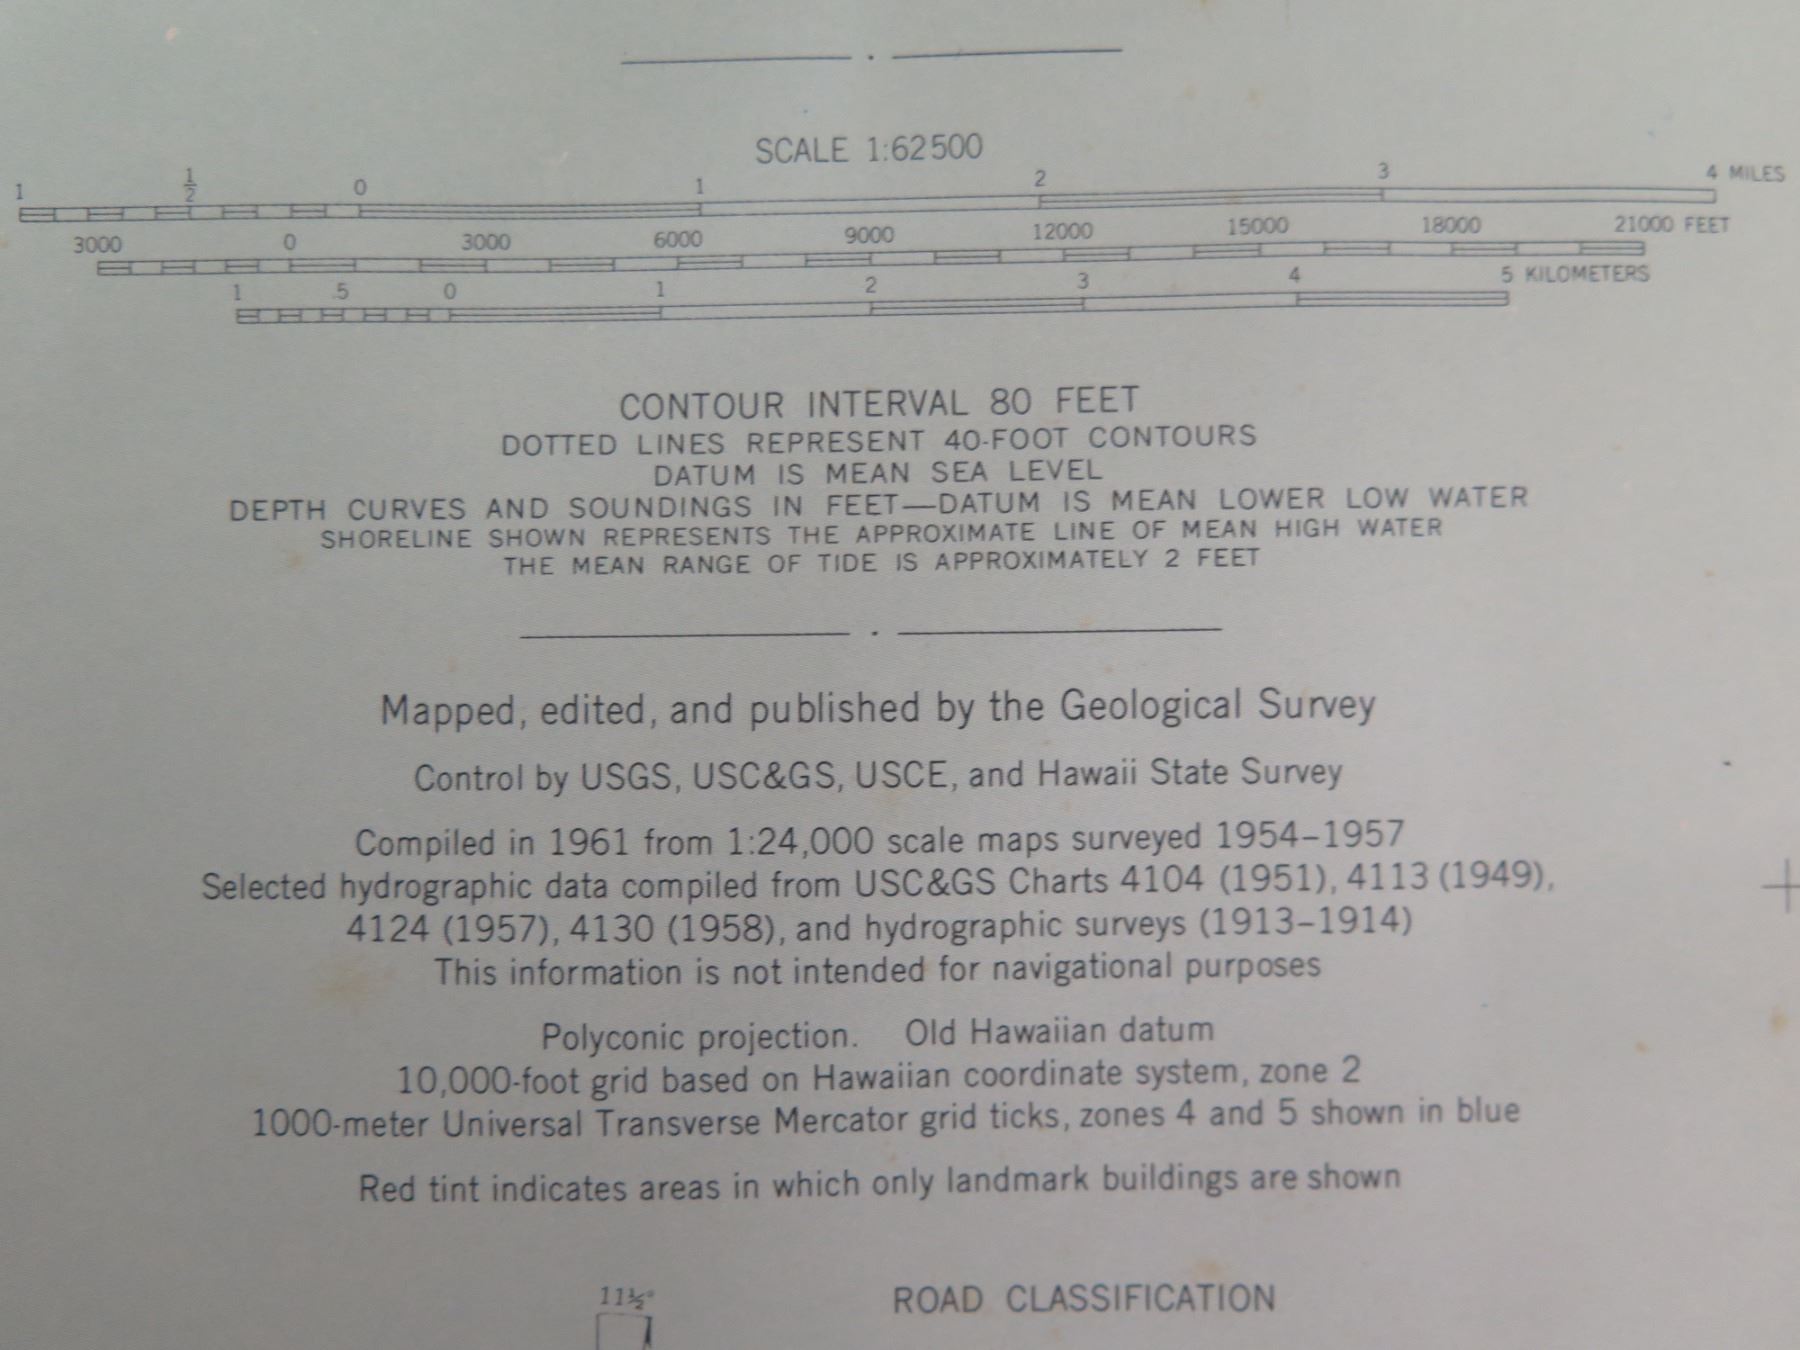 SCALE 1:62500
1 ½ 0 1 2 3 4 MILES
3000 0 3000 6000 9000 12000 15000 18000 21000 FEET
1 .5 0 1 2 3 4 5 KILOMETERS
CONTOUR INTERVAL 80 FEET
DOTTED LINES REPRESENT 40-FOOT CONTOURS
DATUM IS MEAN SEA LEVEL
DEPTH CURVES AND SOUNDINGS IN FEET—DATUM IS MEAN LOWER LOW WATER
SHORELINE SHOWN REPRESENTS THE APPROXIMATE LINE OF MEAN HIGH WATER
THE MEAN RANGE OF TIDE IS APPROXIMATELY 2 FEET
Mapped, edited, and published by the Geological Survey
Control by USGS, USC&GS, USCE, and Hawaii State Survey
Compiled in 1961 from 1:24,000 scale maps surveyed 1954–1957
Selected hydrographic data compiled from USC&GS Charts 4104 (1951), 4113 (1949),
4124 (1957), 4130 (1958), and hydrographic surveys (1913–1914)
This information is not intended for navigational purposes
Polyconic projection. Old Hawaiian datum
10,000-foot grid based on Hawaiian coordinate system, zone 2
1000-meter Universal Transverse Mercator grid ticks, zones 4 and 5 shown in blue
Red tint indicates areas in which only landmark buildings are shown
11½°
ROAD CLASSIFICATION